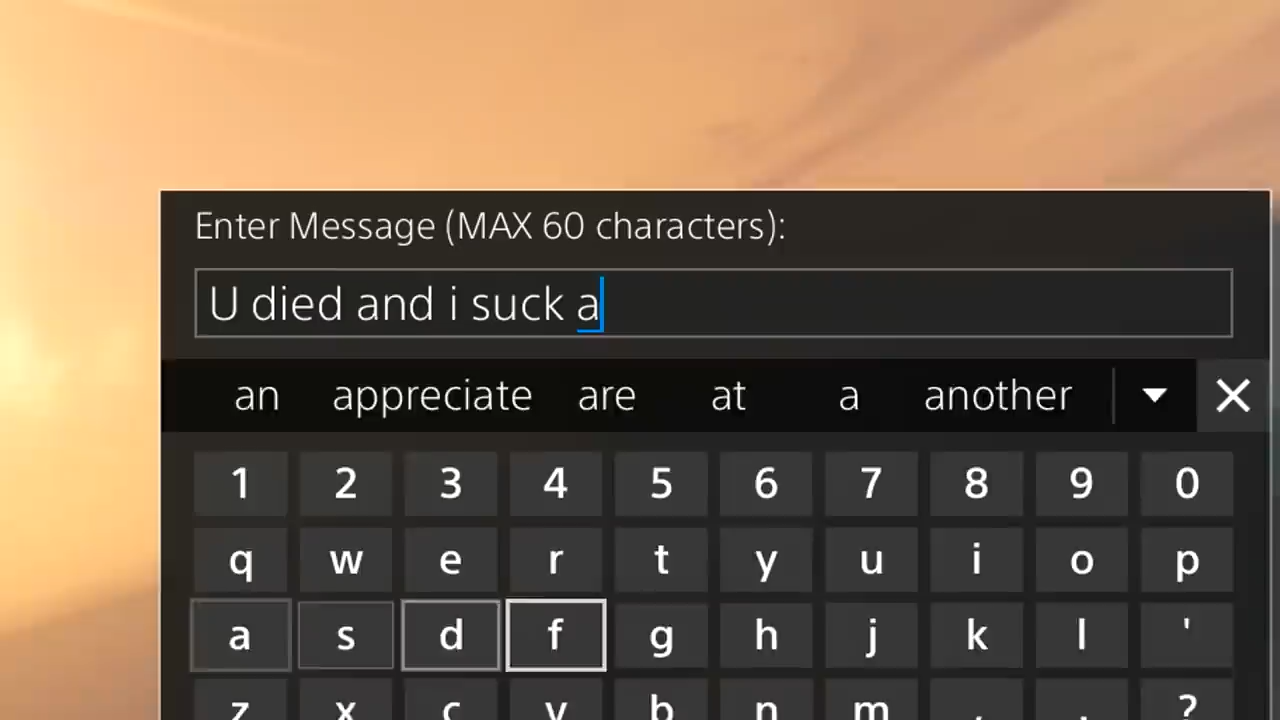 Enter Message (MAX 60 characters):
U died and i suck a
an appreciate are at a another
1 2 3 4 5 6 7 8 9 0
q w e r t y u i o p
a s d f g h j k l '
z x c v b n m , . ?